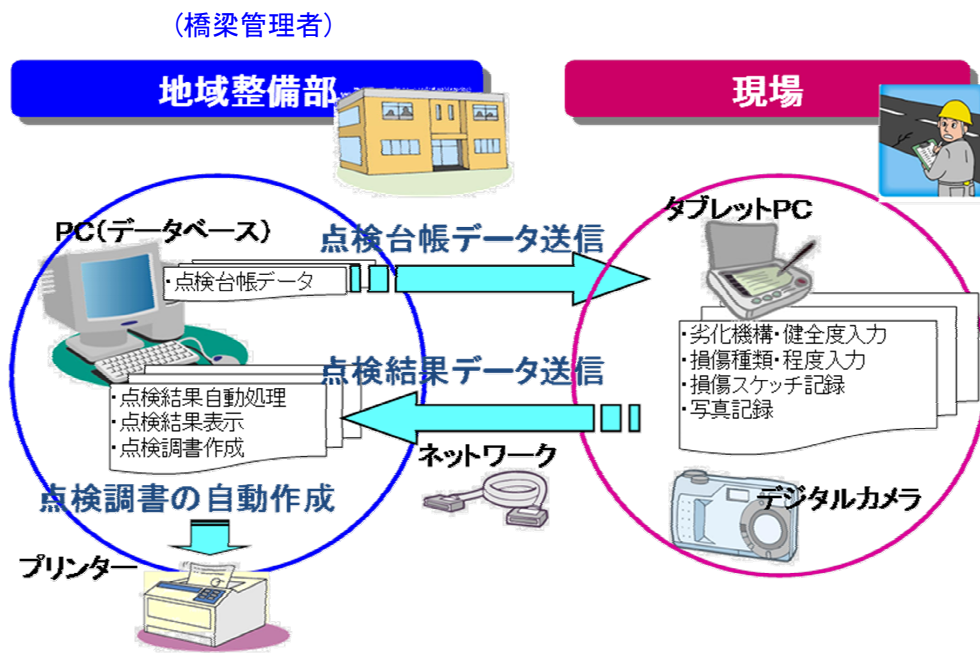 (橋梁管理者)
地域整備部
現場
PC(データベース)
点検台帳データ送信
タブレットPC
・点検台帳データ
・劣化機構・健全度入力
・損傷種類・程度入力
・損傷スケッチ記録
・写真記録
点検結果データ送信
・点検結果自動処理
・点検結果表示
・点検調書作成
ネットワーク
点検調書の自動作成
デジタルカメラ
プリンター